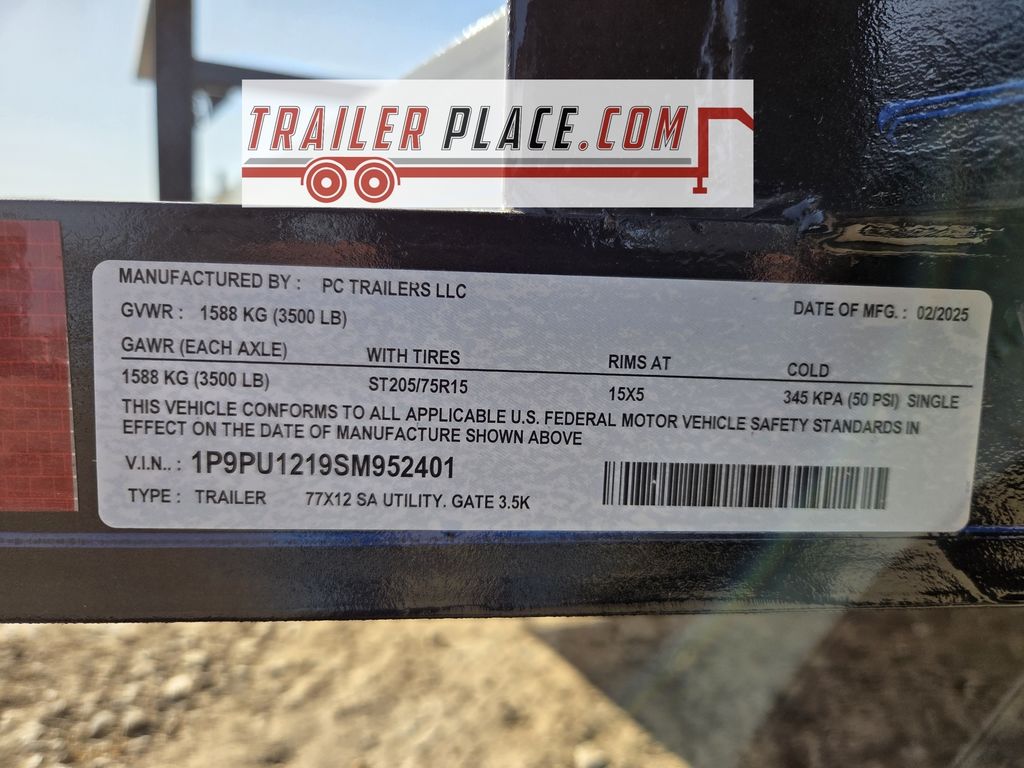 TRAILER PLACE.COM
MANUFACTURED BY : PC TRAILERS LLC
GVWR : 1588 KG (3500 LB) DATE OF MFG. : 02/2025
GAWR (EACH AXLE) WITH TIRES RIMS AT COLD
1588 KG (3500 LB) ST205/75R15 15X5 345 KPA (50 PSI) SINGLE
THIS VEHICLE CONFORMS TO ALL APPLICABLE U.S. FEDERAL MOTOR VEHICLE SAFETY STANDARDS IN
EFFECT ON THE DATE OF MANUFACTURE SHOWN ABOVE
V.I.N.. : 1P9PU1219SM952401
TYPE : TRAILER 77X12 SA UTILITY. GATE 3.5K